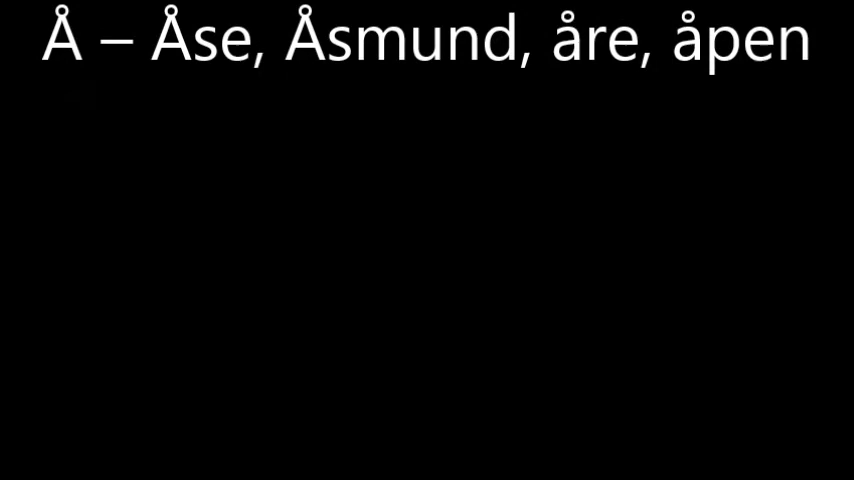 Å – Åse, Åsmund, åre, åpen